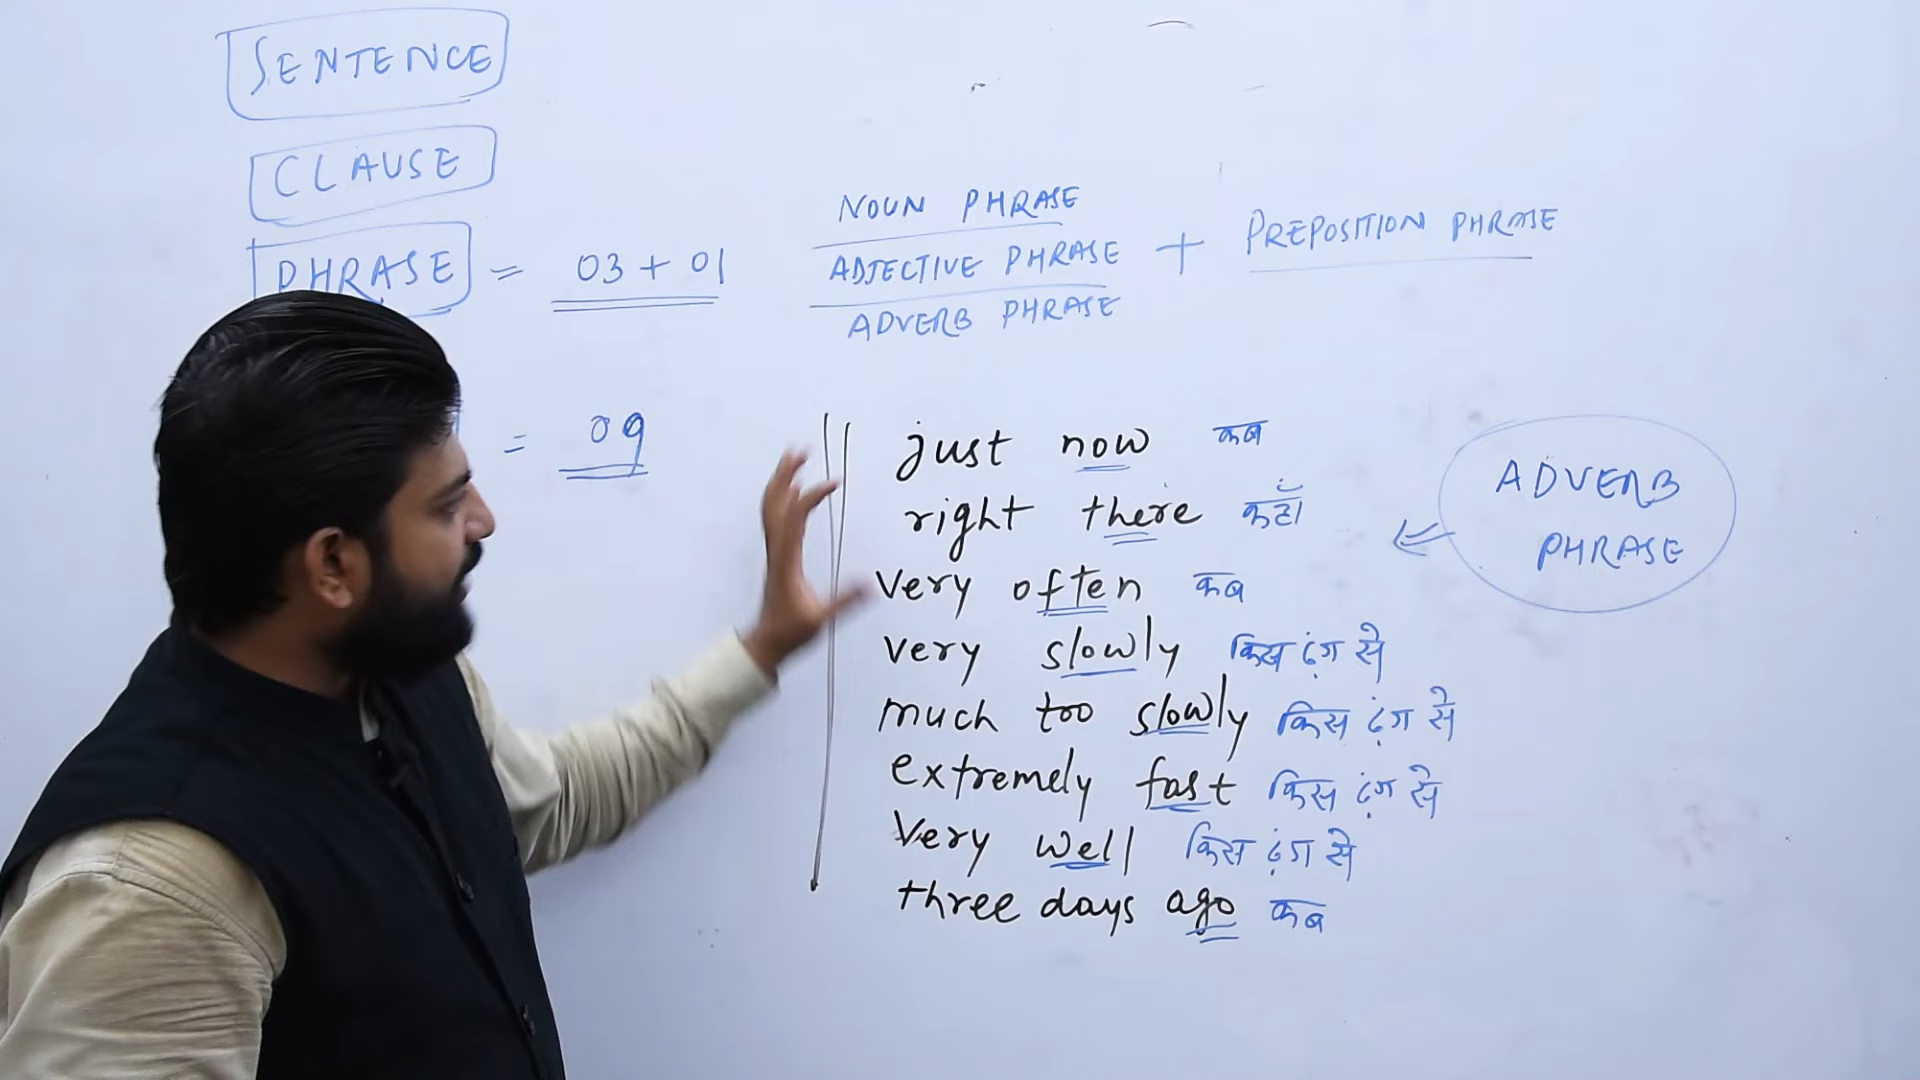 SENTENCE
CLAUSE
PHRASE = 03 + 01
NOUN PHRASE
ADJECTIVE PHRASE
ADVERB PHRASE
+ PREPOSITION PHRASE
= 09
just now कब
right there कहाँ
very often कब
very slowly किस ढंग से
much too slowly किस ढंग से
extremely fast किस ढंग से
Very well किस ढंग से
three days ago कब
ADVERB
PHRASE